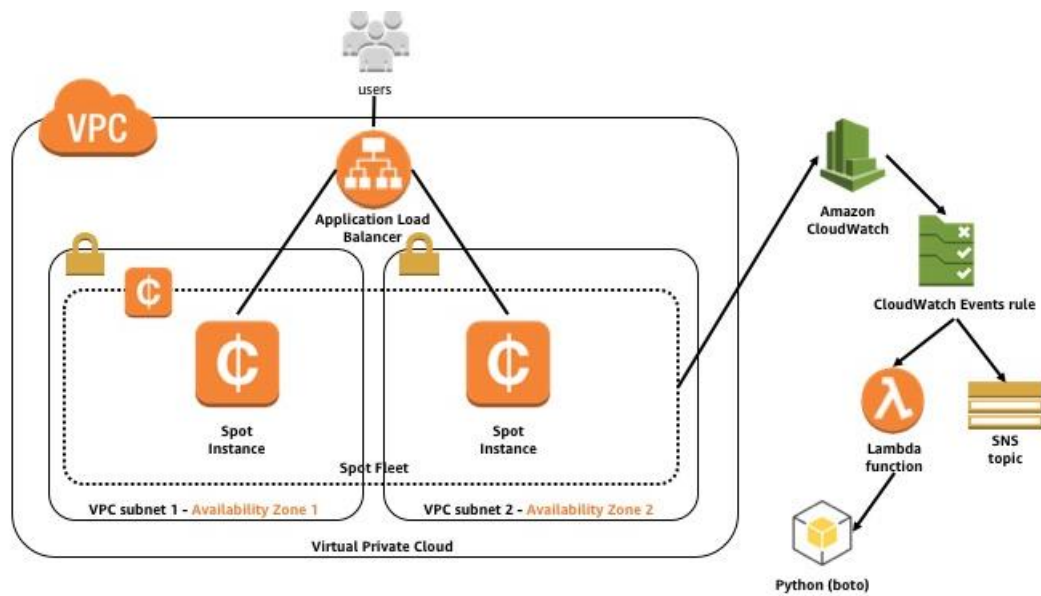 users
VPC
Application Load
Balancer
Amazon
CloudWatch
CloudWatch Events rule
₵
₵
₵
Spot
Instance
Spot
Instance
Spot Fleet
λ
Lambda
function
SNS
topic
VPC subnet 1 - Availability Zone 1
VPC subnet 2 - Availability Zone 2
Virtual Private Cloud
Python (boto)